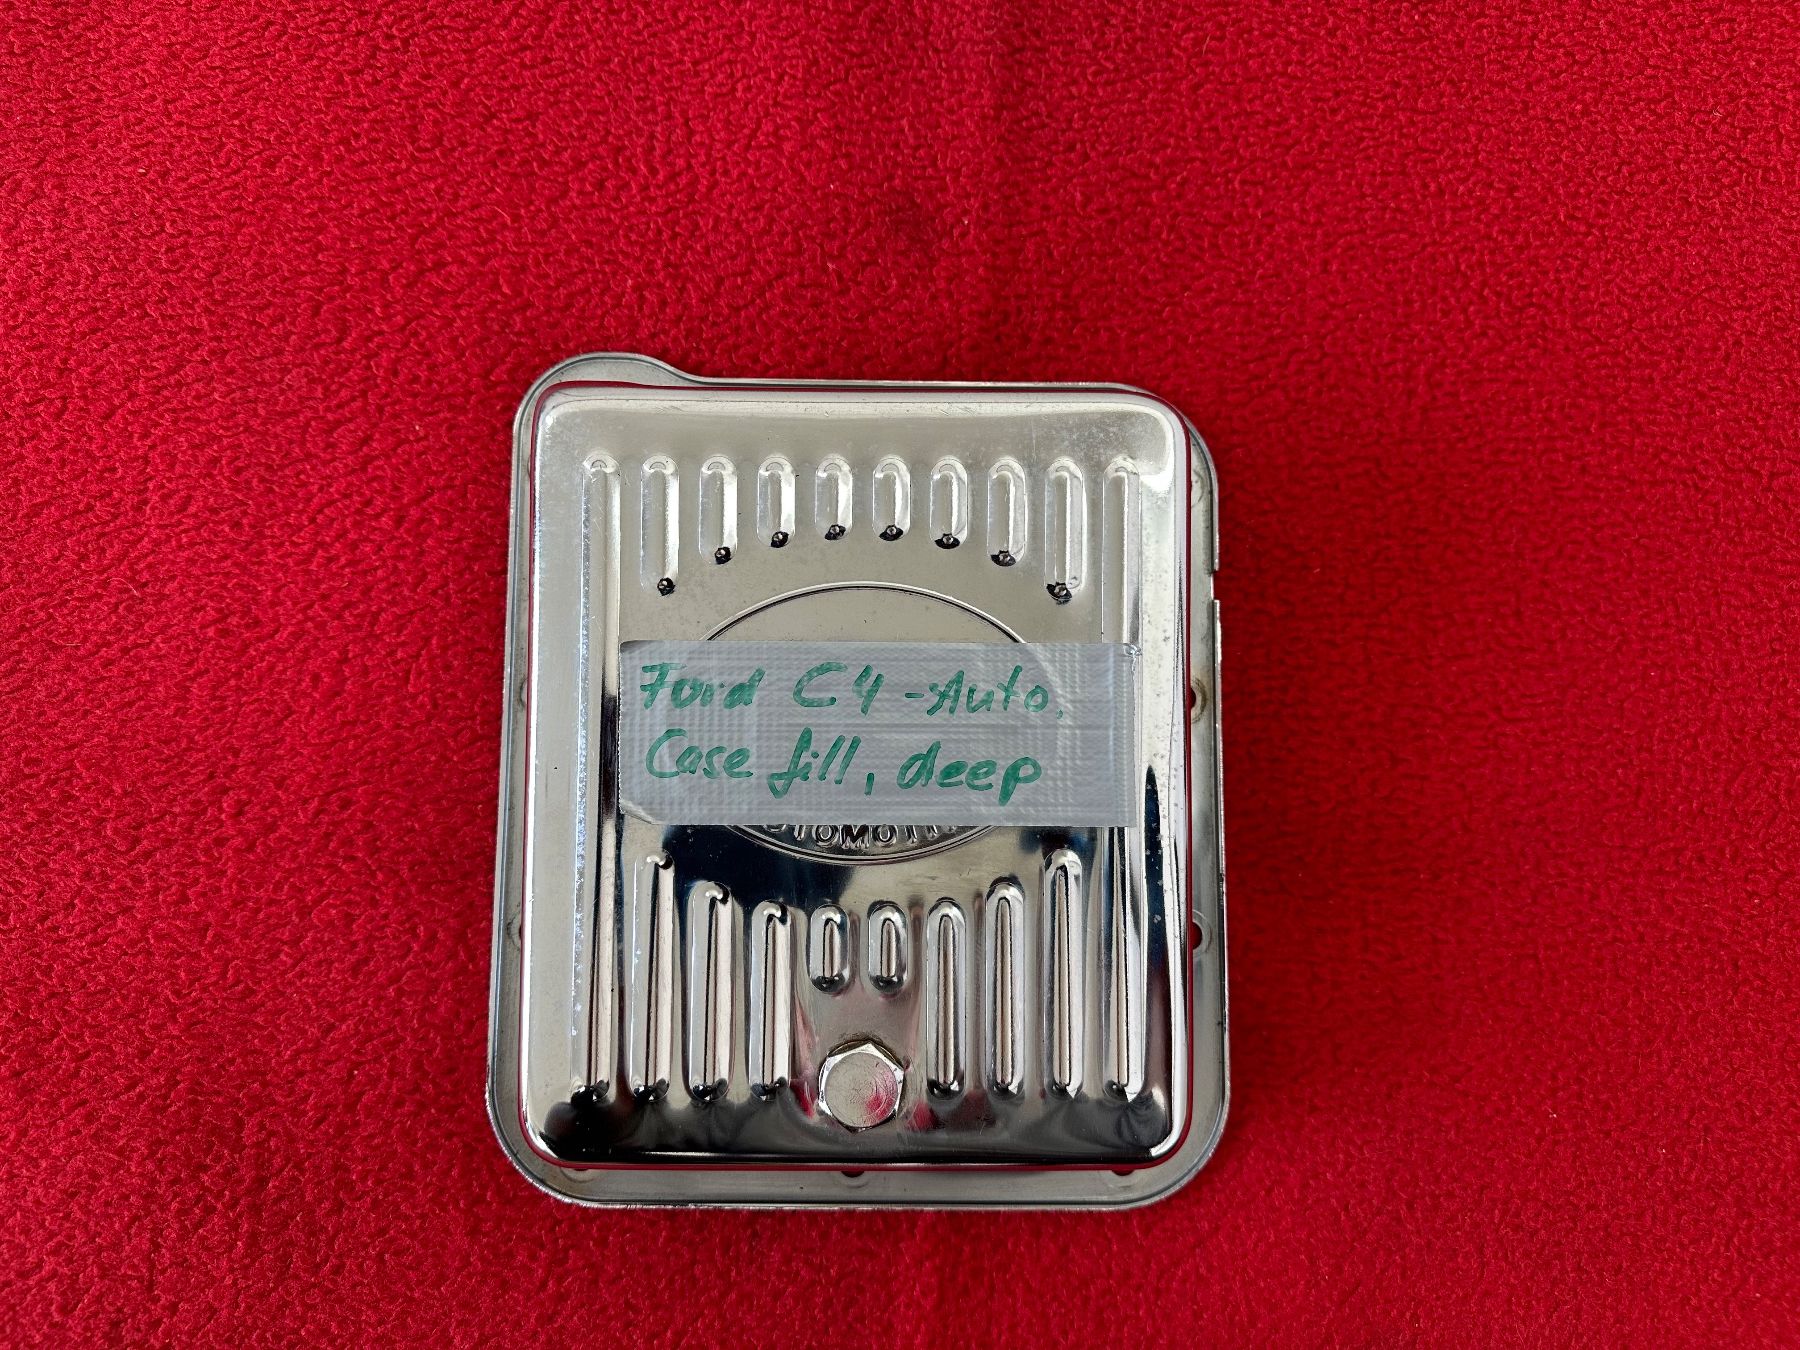 Ford C4 - Auto.
Case fill, deep